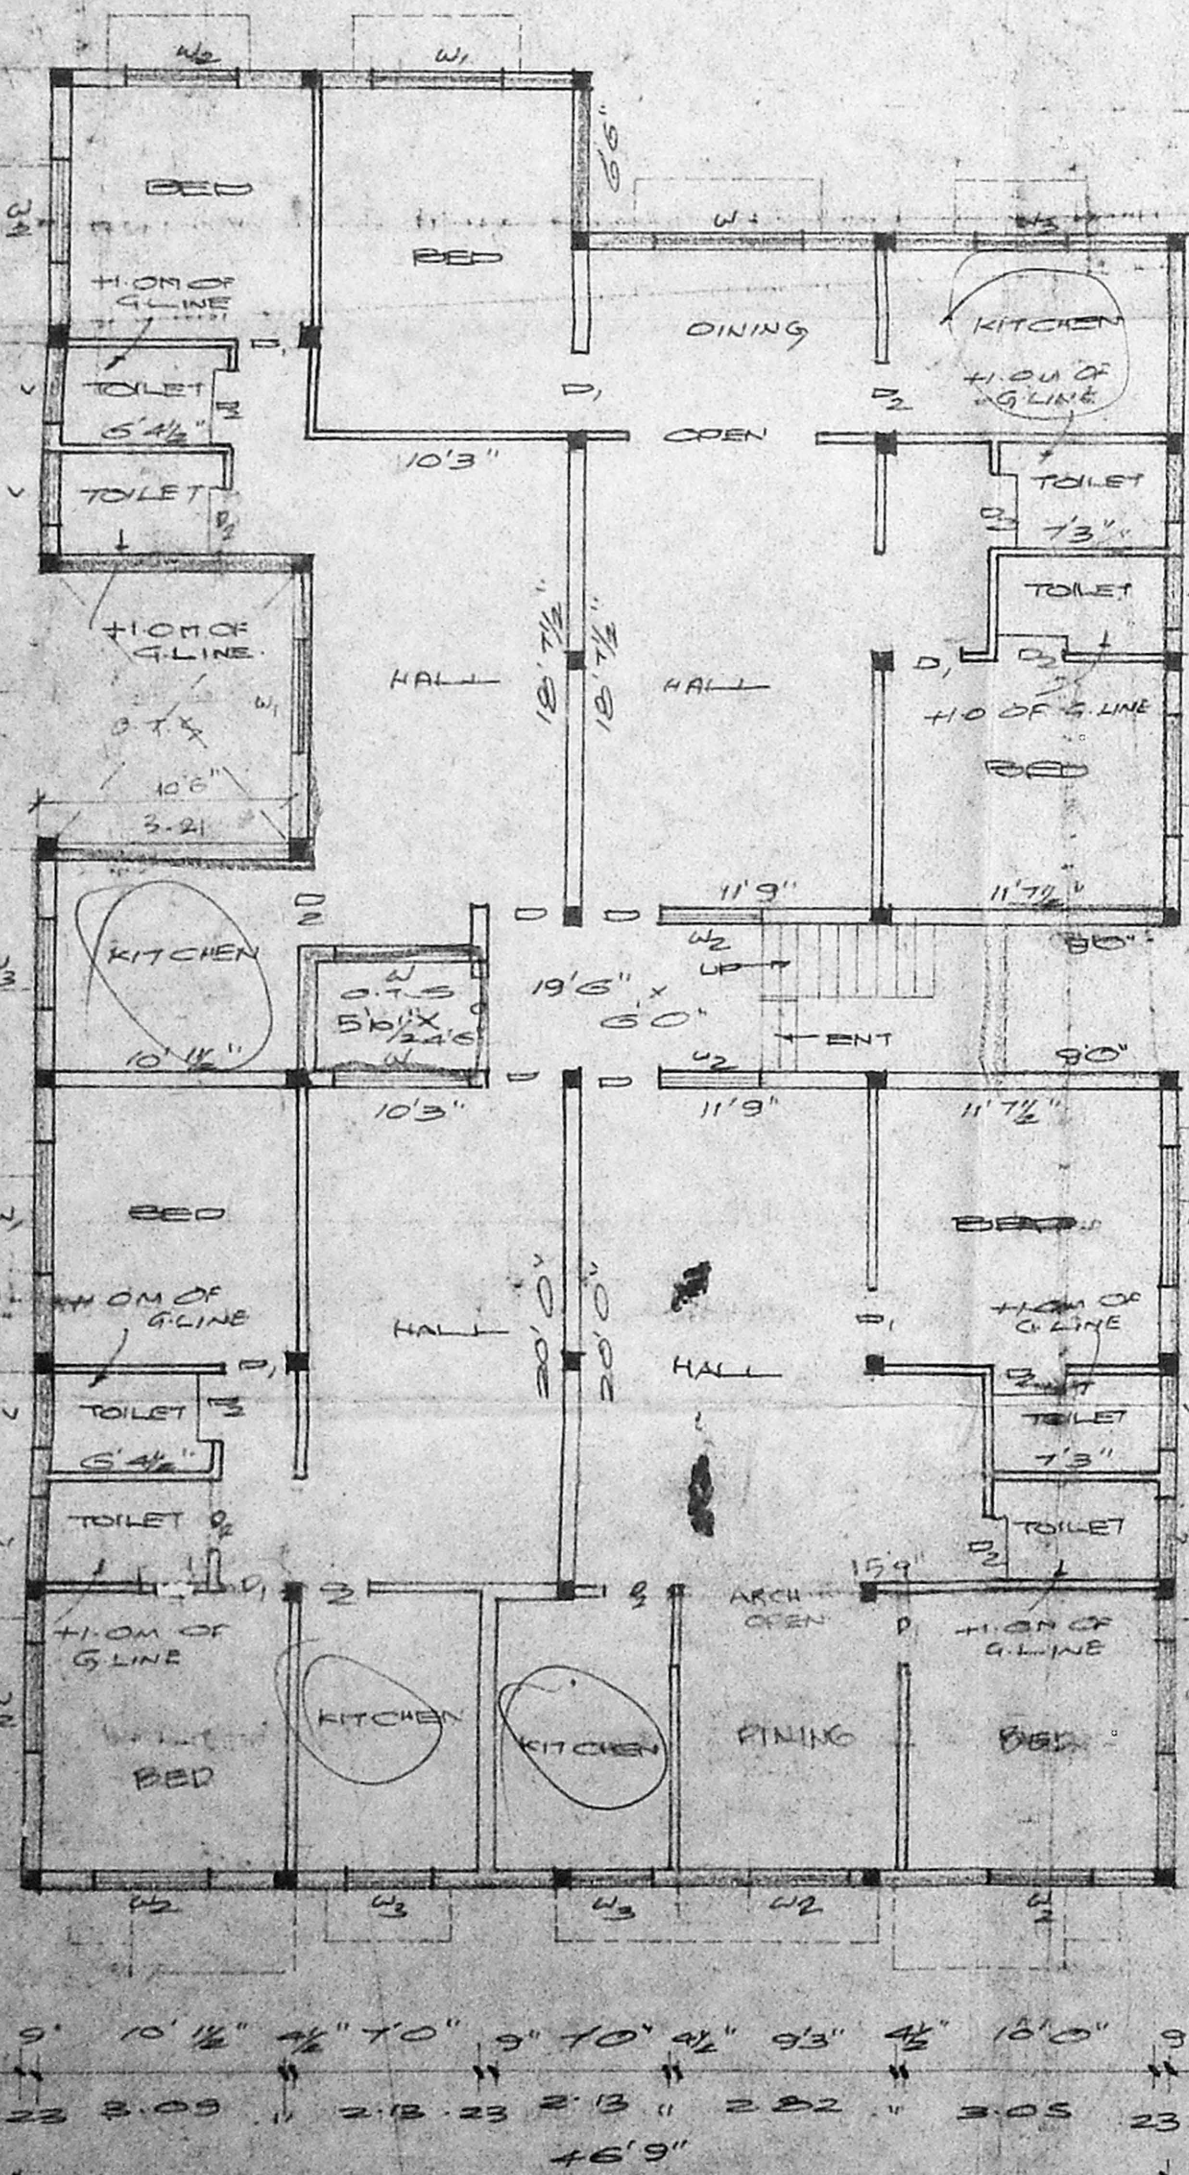 W2
W1
6'6"
BED
W
W3
BED
+1.0M OF
G.LINE
DINING
KITCHEN
+1.0M OF
G.LINE
D1
TOILET
D1
D2
6'4½"
OPEN
10'3"
V
TOILET
D2
TOILET
7'3"
TOILET
+1.0M OF
G.LINE.
18'7½"
18'7½"
HALL
HALL
D1
D2
+1.0 OF G.LINE
W1
BED
10'6"
3.21
11'9"
11'7½"
D2
D
D
W2
KITCHEN
UP
W
O.T.S
19'6" x
6'0"
5'6½" X
W
W2
ENT
8'0"
10'1½"
D
D
10'3"
11'9"
11'7½"
BED
BED
+1.0M OF
G.LINE
20'0"
20'0"
HALL
HALL
D1
G.LINE
D1
D2
TOILET
TOILET
6'4½"
7'3"
TOILET
D2
TOILET
D2
D1
15'9"
ARCH
OPEN
+1.0M OF
G.LINE
+1.0M OF
G.LINE
KITCHEN
KITCHEN
DINING
BED
BED
W2
W3
W3
W2
W2
9"
10'1½"
4½"
7'0"
9"
7'0"
4½"
9'3"
4½"
10'0"
9
23
3.09
"
2.13
.23
2.13
"
2.82
"
3.05
23
46'9"